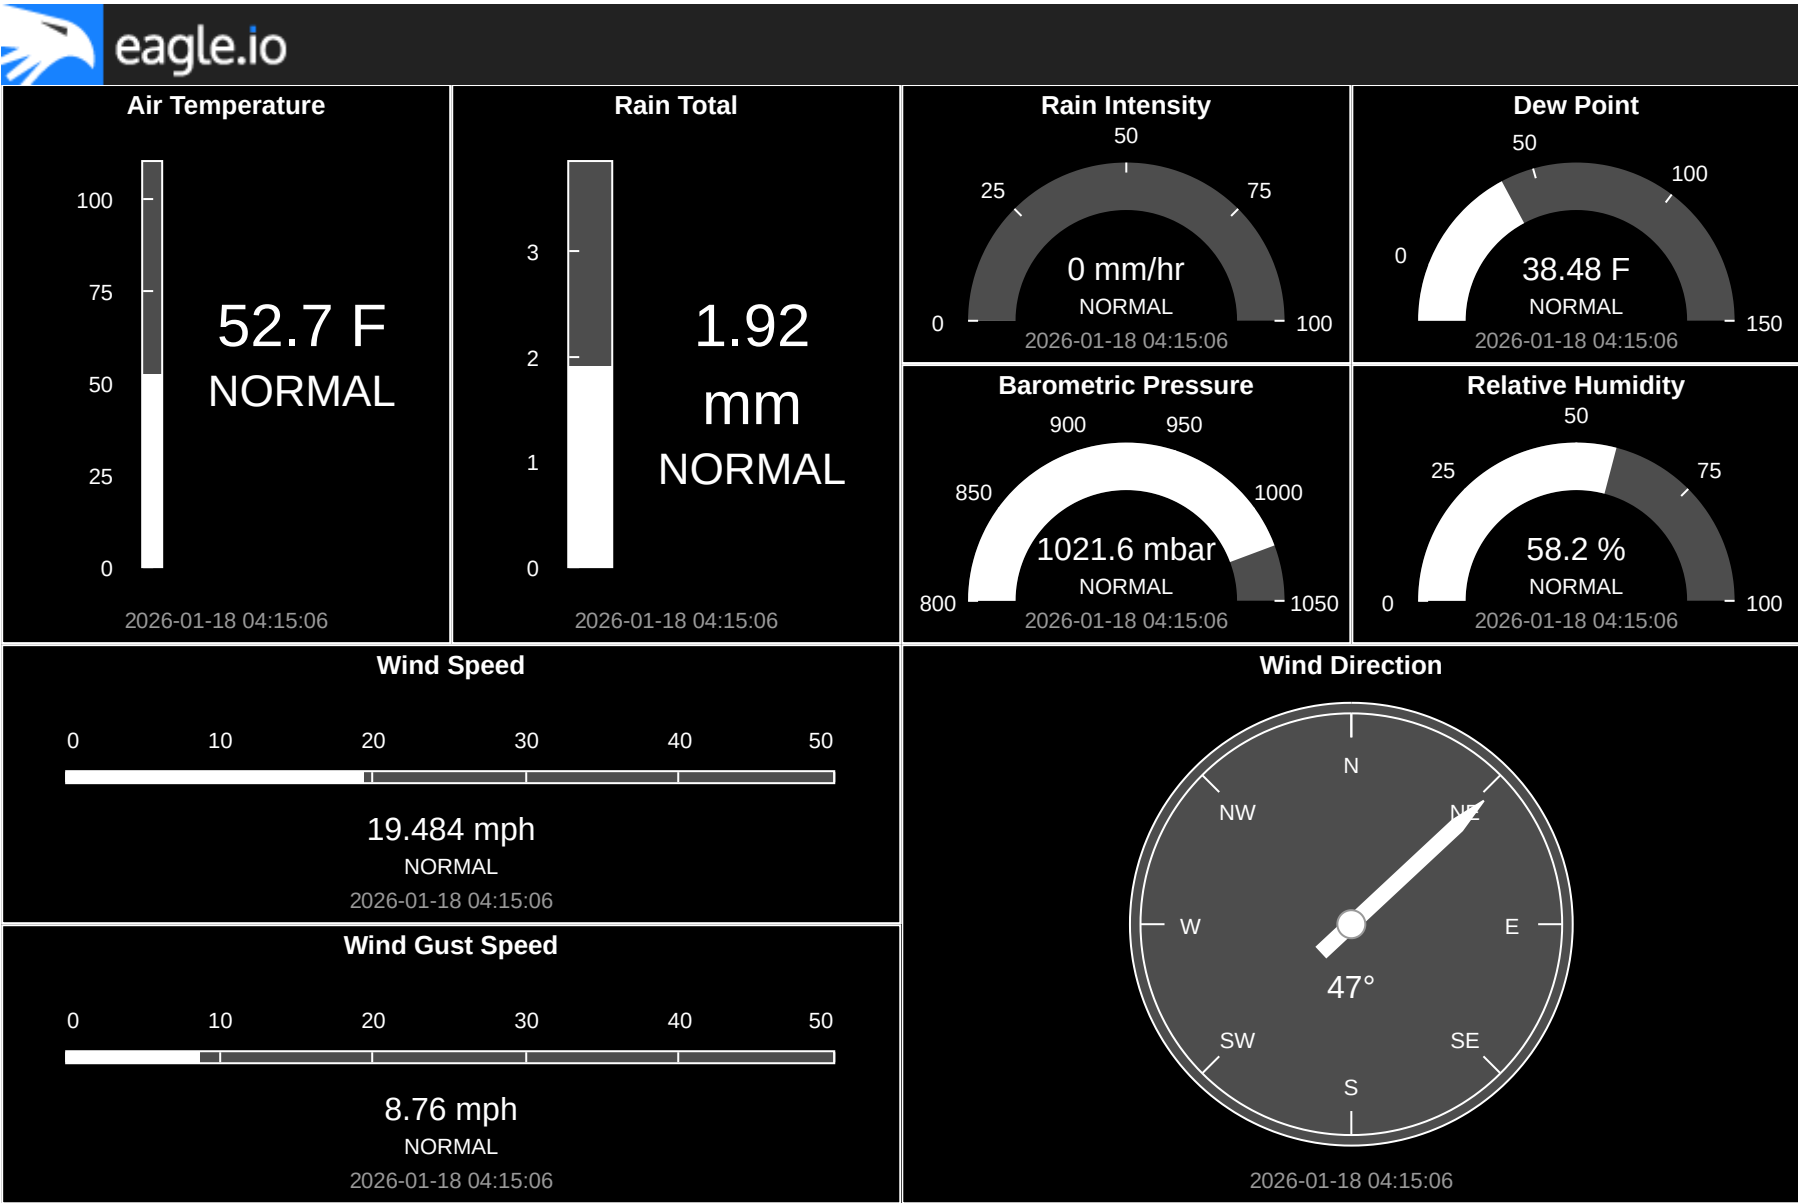 eagle.io
Air Temperature
100
75
50
25
0
52.7 F
NORMAL
2026-01-18 04:15:06
Rain Total
3
2
1
0
1.92
mm
NORMAL
2026-01-18 04:15:06
Rain Intensity
0
25
50
75
100
0 mm/hr
NORMAL
2026-01-18 04:15:06
Dew Point
0
50
100
150
38.48 F
NORMAL
2026-01-18 04:15:06
Barometric Pressure
800
850
900
950
1000
1050
1021.6 mbar
NORMAL
2026-01-18 04:15:06
Relative Humidity
0
25
50
75
100
58.2 %
NORMAL
2026-01-18 04:15:06
Wind Speed
0 10 20 30 40 50
19.484 mph
NORMAL
2026-01-18 04:15:06
Wind Gust Speed
0 10 20 30 40 50
8.76 mph
NORMAL
2026-01-18 04:15:06
Wind Direction
N
NW NE
W E
47°
SW SE
S
2026-01-18 04:15:06